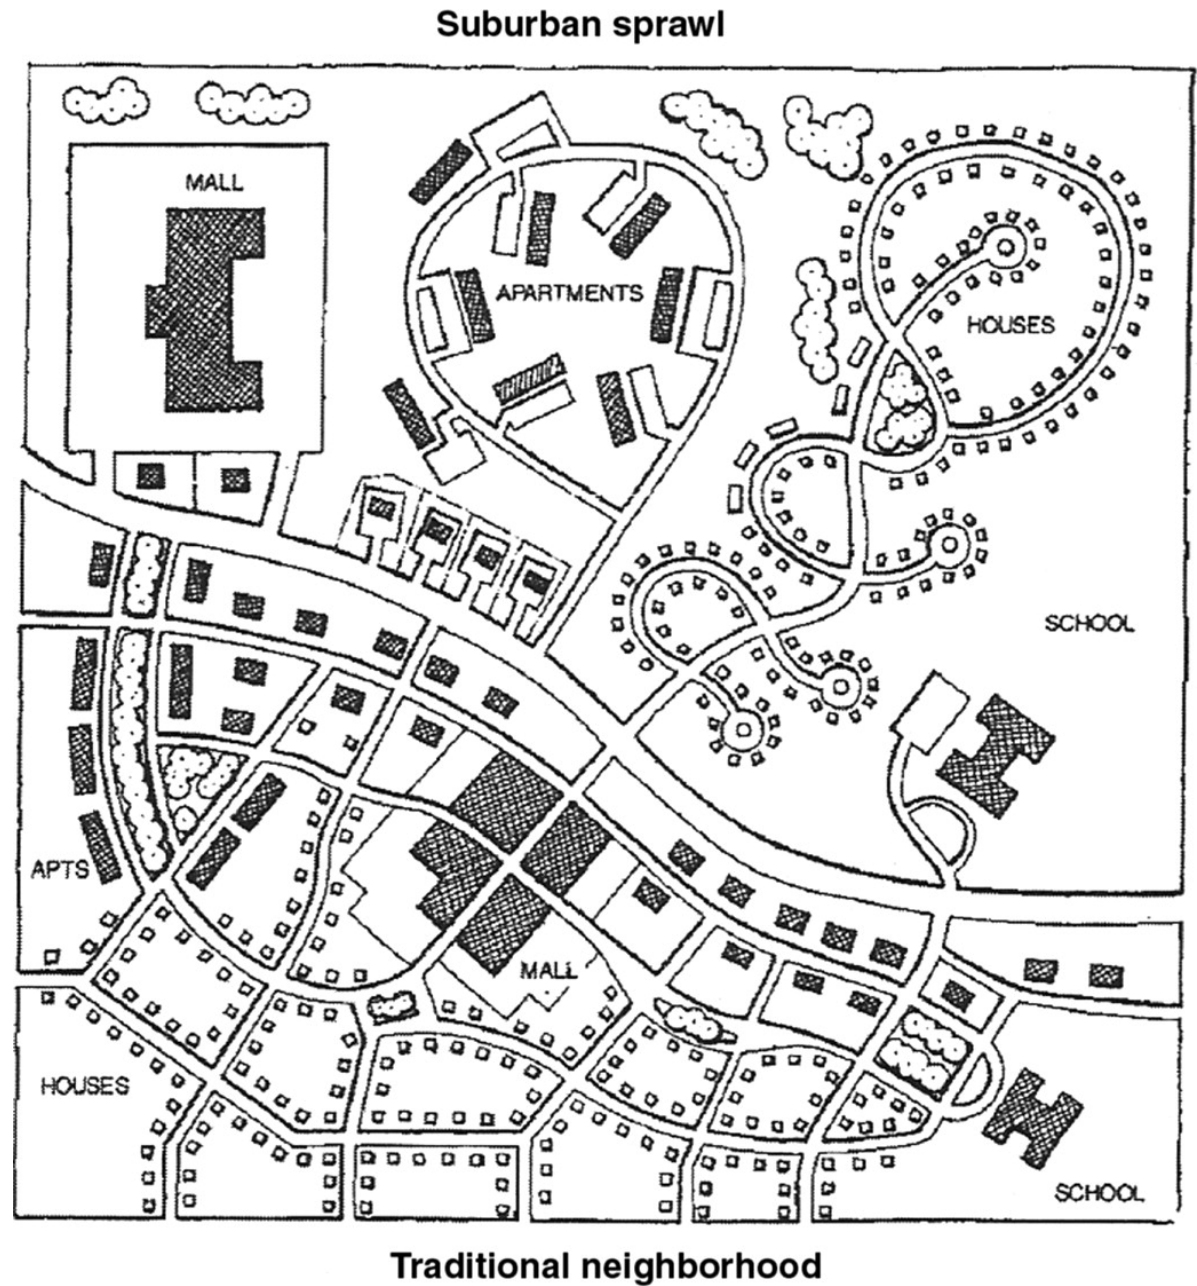 Suburban sprawl
MALL
APARTMENTS
HOUSES
SCHOOL
APTS
MALL
HOUSES
SCHOOL
Traditional neighborhood